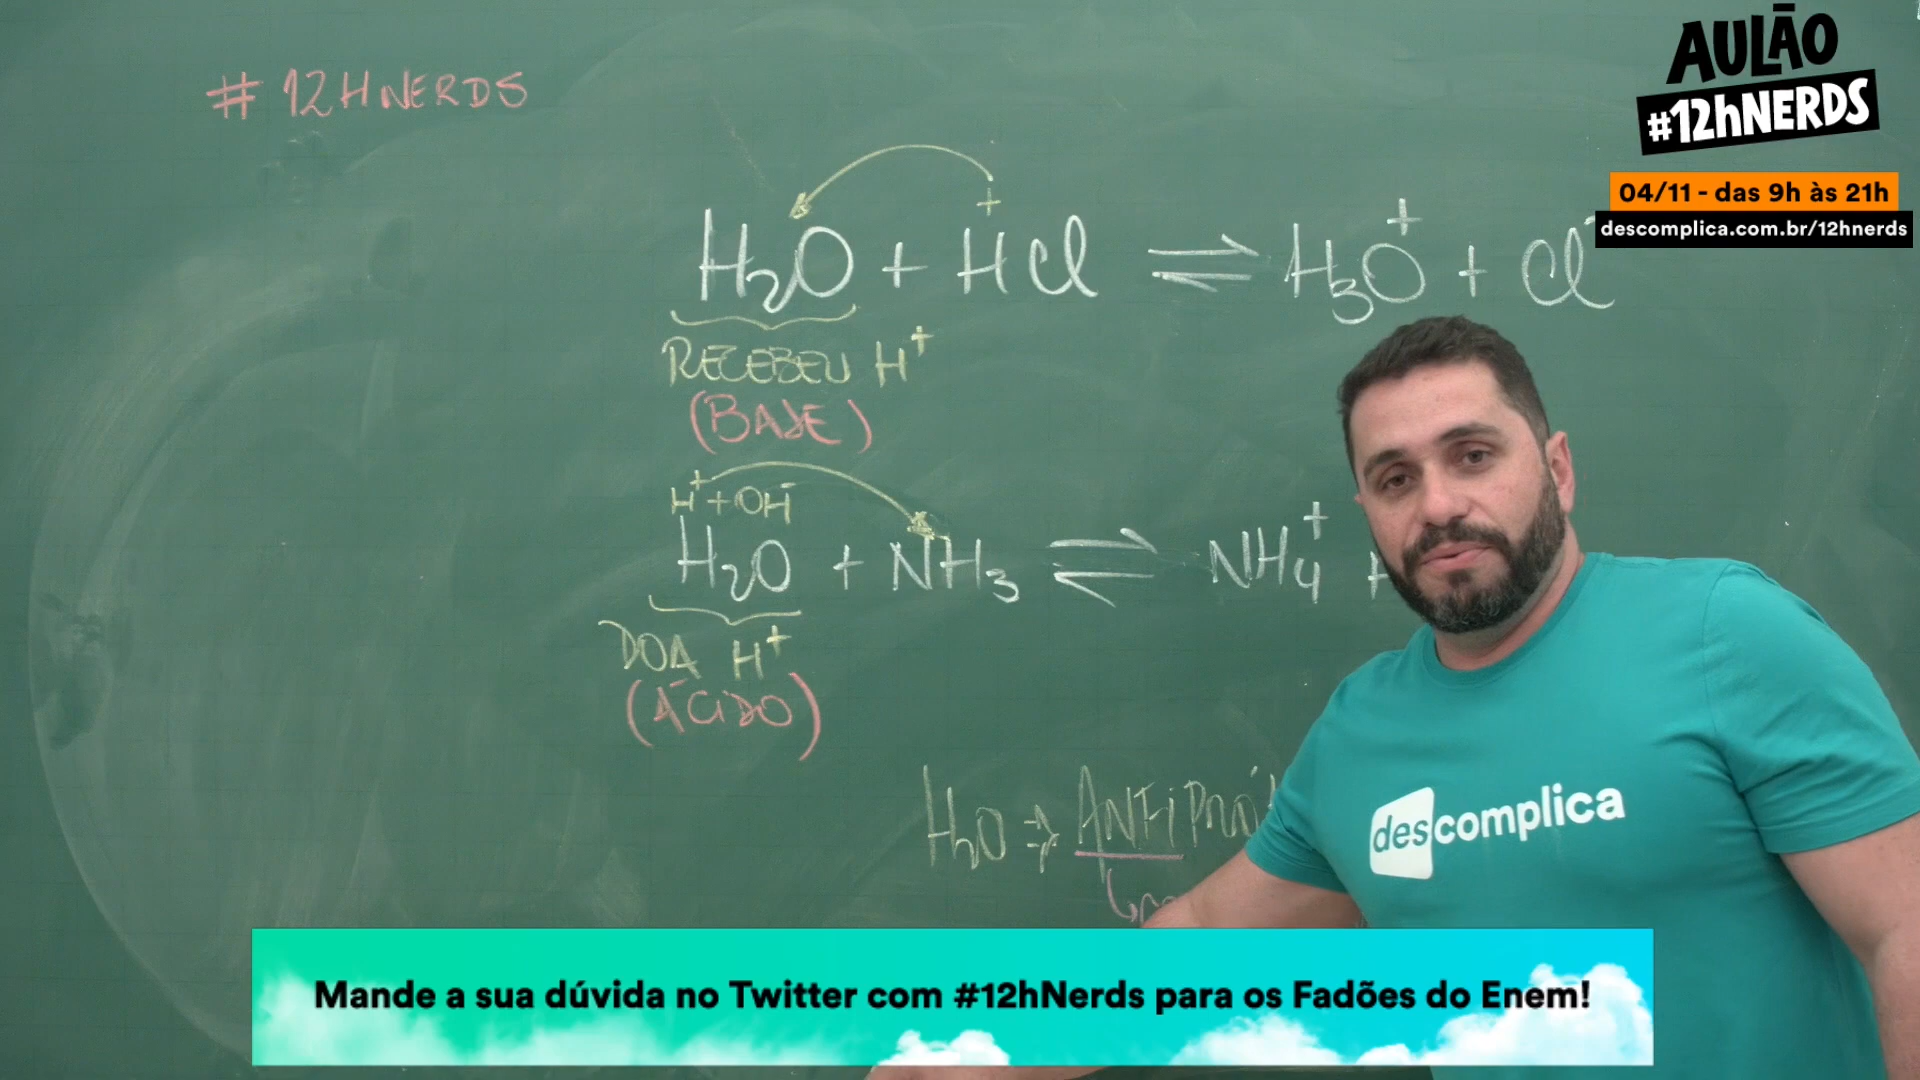 # 12HNERDS
AULÃO
#12hNERDS
04/11 - das 9h às 21h
descomplica.com.br/12hnerds
+
H₂O + HCl ⇌ H₃O⁺ + Cl⁻
RECEBEU H⁺
(BASE)
H⁺+OH⁻
H₂O + NH₃ ⇌ NH₄⁺
DOA H⁺
(ÁCIDO)
H₂O ⇒
descomplica
Mande a sua dúvida no Twitter com #12hNerds para os Fadões do Enem!